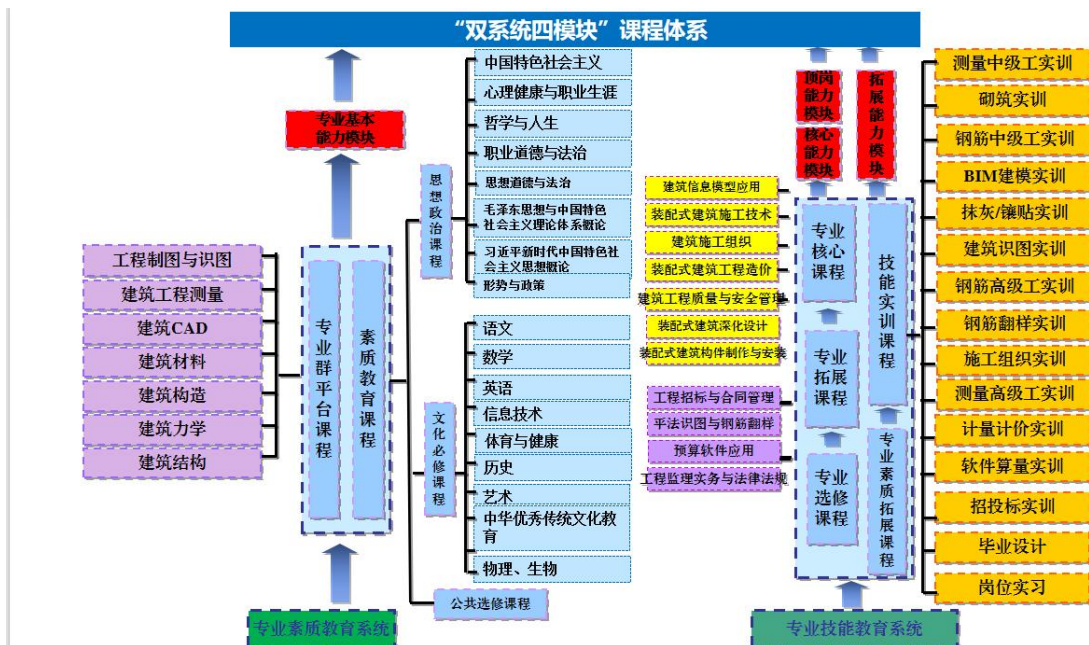 “双系统四模块”课程体系
专业基本
能力模块
工程制图与识图
建筑工程测量
建筑CAD
建筑材料
建筑构造
建筑力学
建筑结构
专业群平台课程
素质教育课程
专业素质教育系统
思想政治课程
中国特色社会主义
心理健康与职业生涯
哲学与人生
职业道德与法治
思想道德与法治
毛泽东思想与中国特色
社会主义理论体系概论
习近平新时代中国特色社
会主义思想概论
形势与政策
文化必修课程
语文
数学
英语
信息技术
体育与健康
历史
艺术
中华优秀传统文化教
育
物理、生物
公共选修课程
顶岗
能力模块
核心
能力模块
拓展能力模块
建筑信息模型应用
装配式建筑施工技术
建筑施工组织
装配式建筑工程造价
建筑工程质量与安全管理
装配式建筑深化设计
装配式建筑构件制作与安装
工程招标与合同管理
平法识图与钢筋翻样
预算软件应用
工程监理实务与法律法规
专业
核心
课程
专业
拓展
课程
专业
选修
课程
技能实训课程
专业素质拓展课程
专业技能教育系统
测量中级工实训
砌筑实训
钢筋中级工实训
BIM建模实训
抹灰/镶贴实训
建筑识图实训
钢筋高级工实训
钢筋翻样实训
施工组织实训
测量高级工实训
计量计价实训
软件算量实训
招投标实训
毕业设计
岗位实习